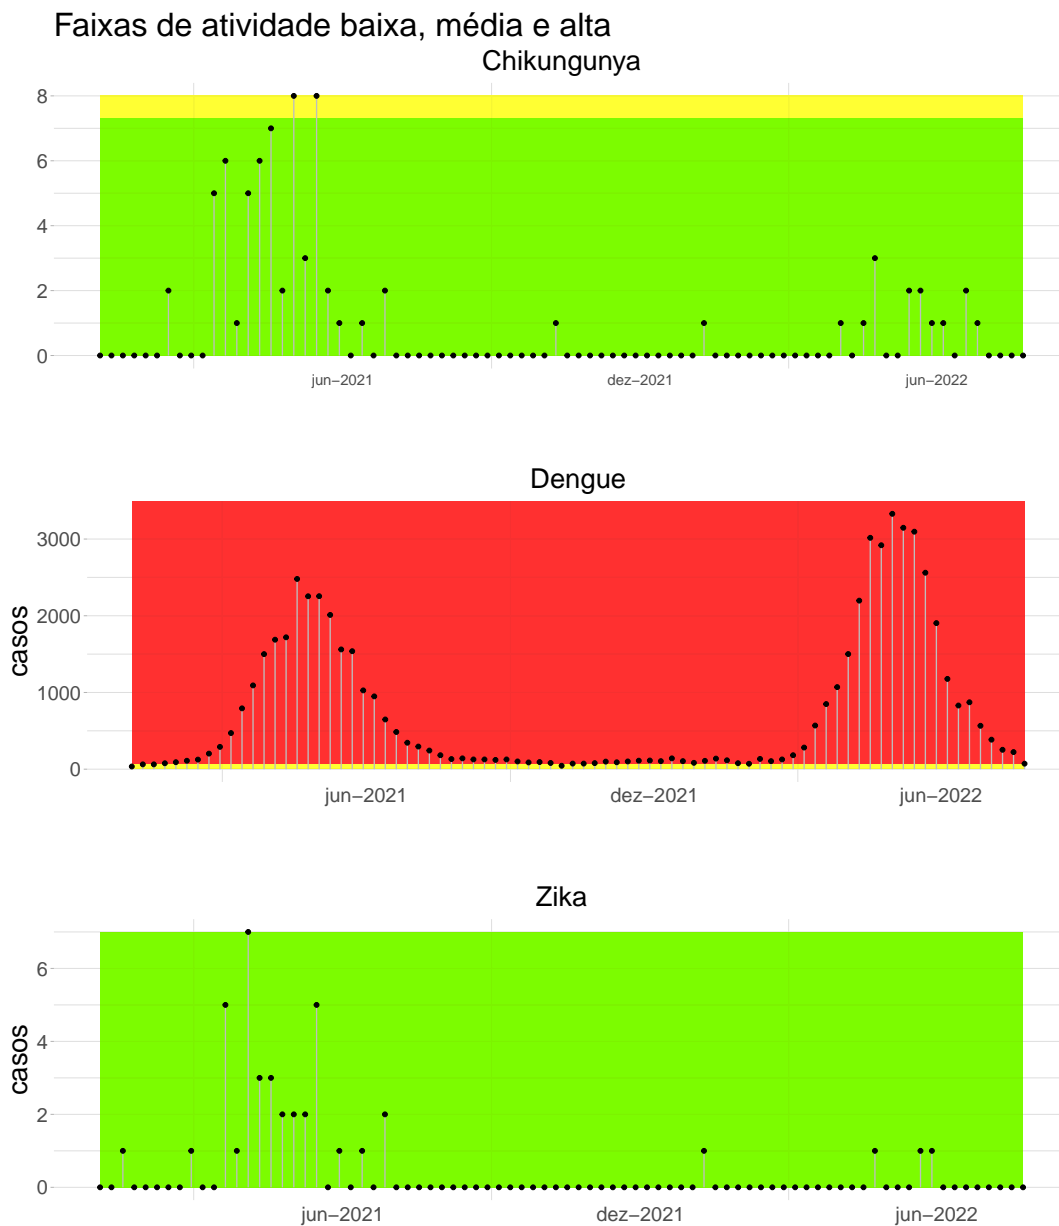 Faixas de atividade baixa, média e alta
Chikungunya
8
6
4
2
0
jun−2021 dez−2021 jun−2022
Dengue
casos
3000
2000
1000
0
jun−2021 dez−2021 jun−2022
Zika
casos
6
4
2
0
jun−2021 dez−2021 jun−2022